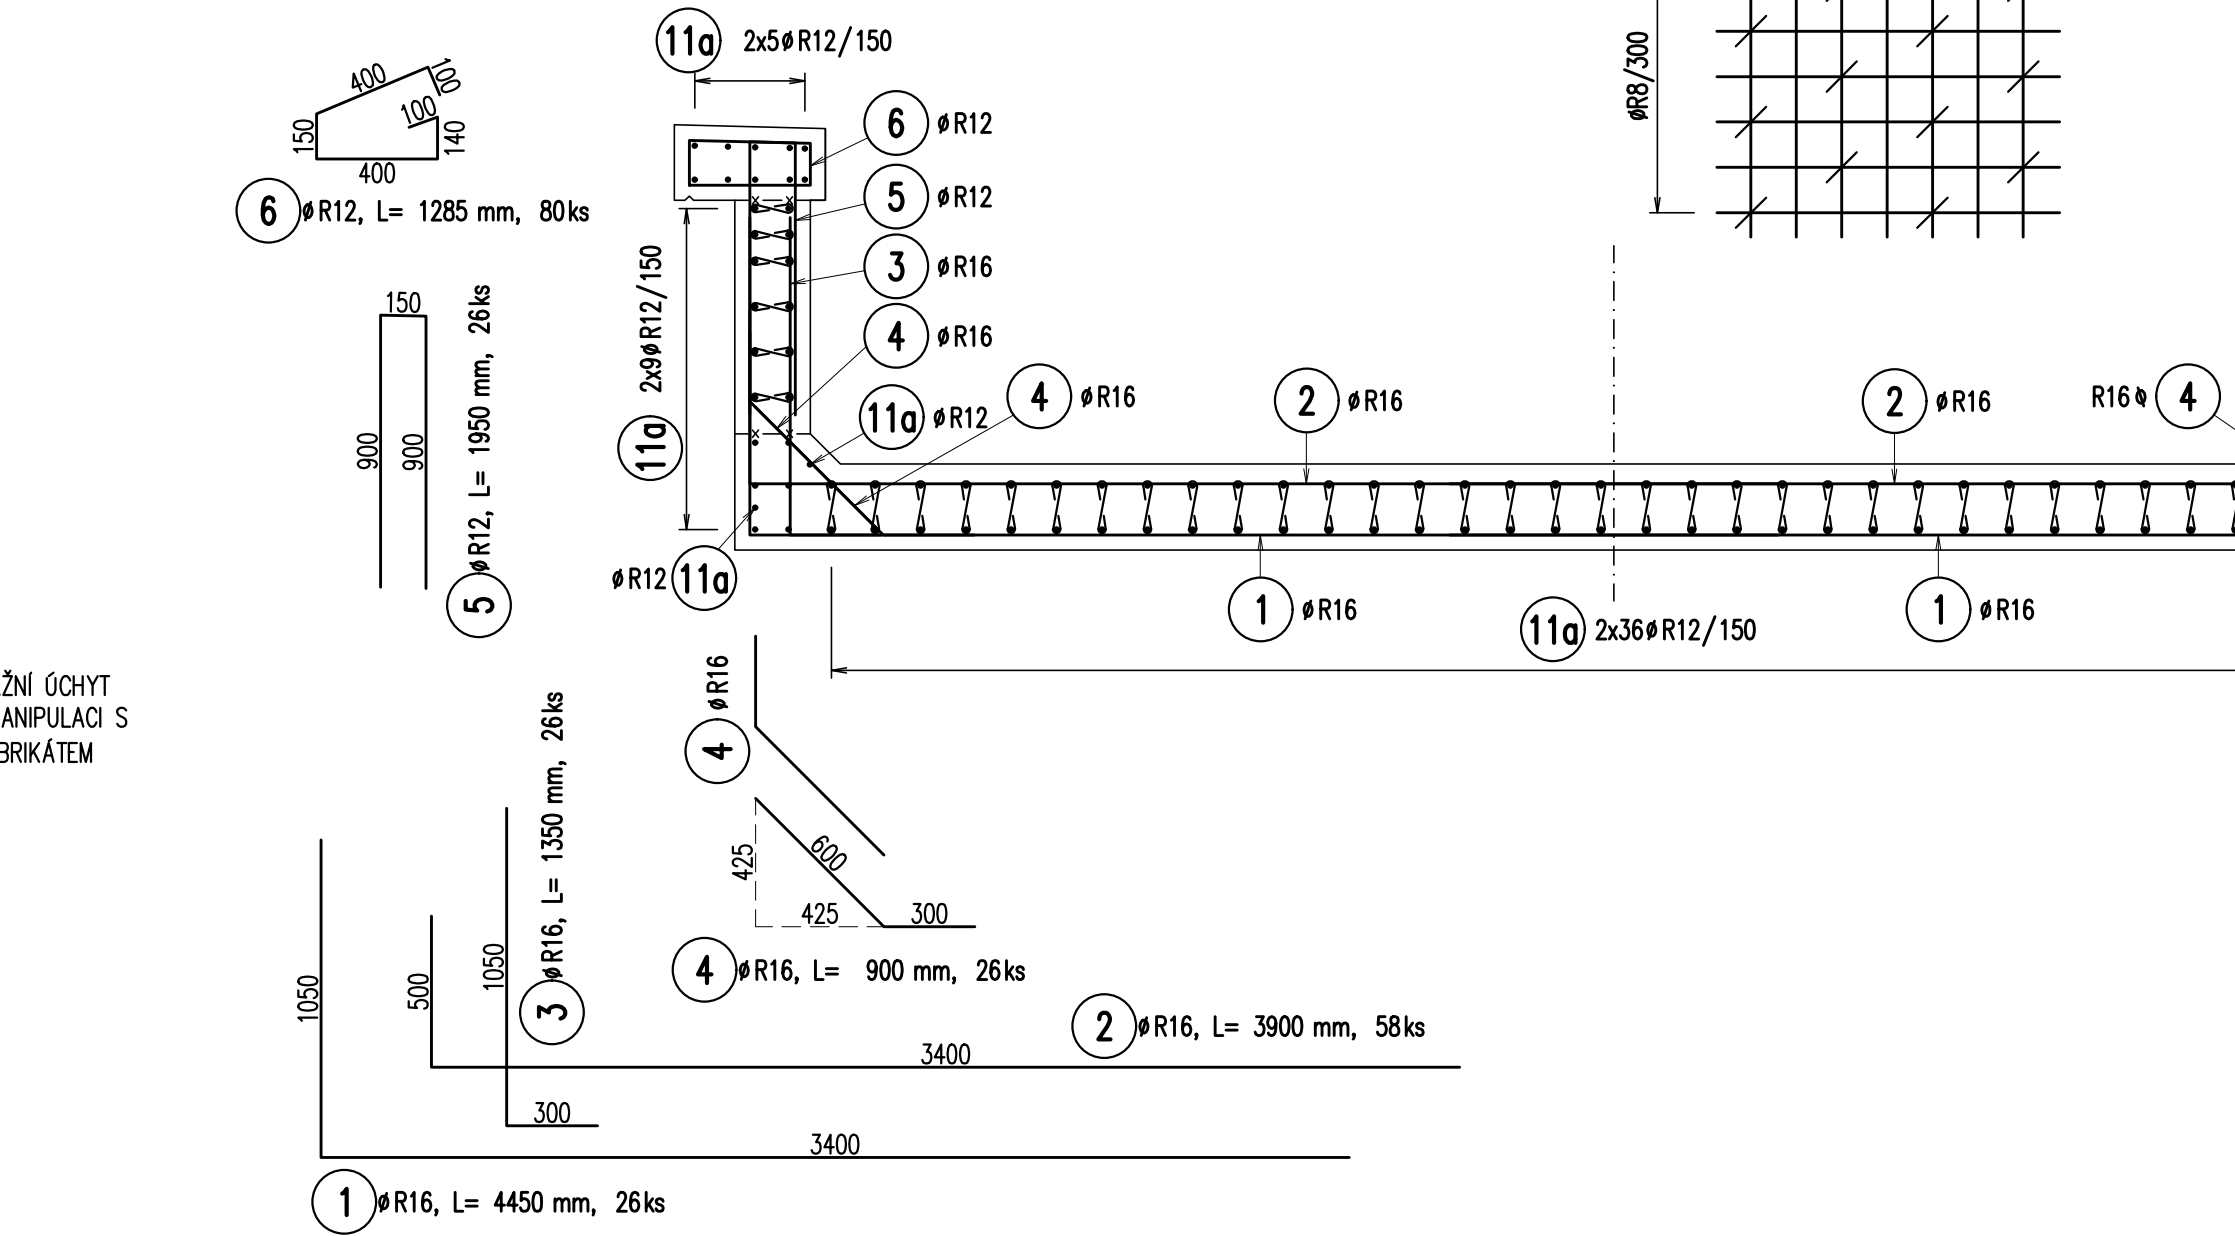 11a 2x5øR12/150
øR8/300
400
100
100
150
140
400
6 øR12, L= 1285 mm, 80ks
6 øR12
5 øR12
3 øR16
4 øR16
11a øR12
4 øR16
2 øR16
2 øR16
R16ø 4
2x9øR12/150
11a
150
900
900
5 øR12, L= 1950 mm, 26ks
øR12 11a
1 øR16
11a 2x36øR12/150
1 øR16
ŽNÍ ÚCHYT
ANIPULACI S
BRIKÁTEM
4 øR16
3 øR16, L= 1350 mm, 26ks
600
425
425
300
4 øR16, L= 900 mm, 26ks
1050
500
1050
2 øR16, L= 3900 mm, 58ks
3400
300
3400
1 øR16, L= 4450 mm, 26ks